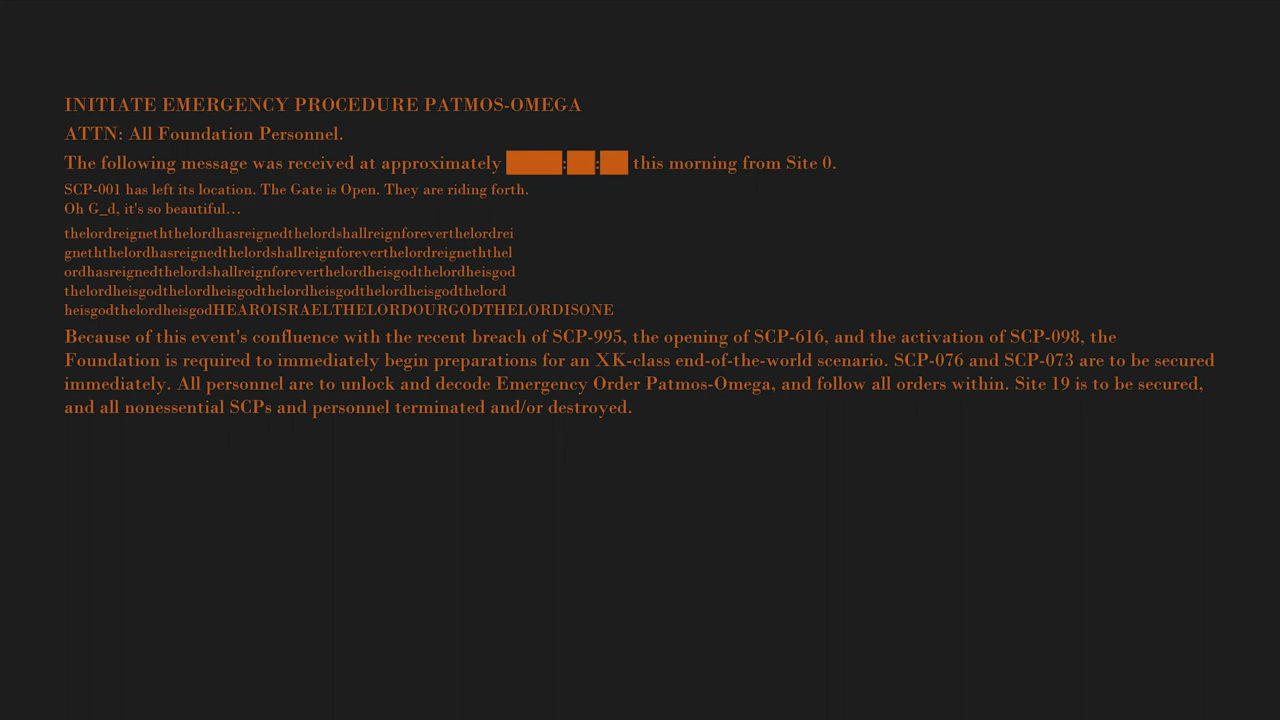 INITIATE EMERGENCY PROCEDURE PATMOS-OMEGA
ATTN: All Foundation Personnel.
The following message was received at approximately ████:██:██ this morning from Site 0.
SCP-001 has left its location. The Gate is Open. They are riding forth.
Oh G_d, it's so beautiful...
thelordreigneththelordhasreignedthelordshallreignforeverthelordrei
gneththelordhasreignedthelordshallreignforeverthelordreigneththel
ordhasreignedthelordshallreignforeverthelordheisgodthelordheisgod
thelordheisgodthelordheisgodthelordheisgodthelordheisgodthelord
heisgodthelordheisgodHEAROISRAELTHELORDOURGODTHELORDISONE
Because of this event's confluence with the recent breach of SCP-995, the opening of SCP-616, and the activation of SCP-098, the
Foundation is required to immediately begin preparations for an XK-class end-of-the-world scenario. SCP-076 and SCP-073 are to be secured
immediately. All personnel are to unlock and decode Emergency Order Patmos-Omega, and follow all orders within. Site 19 is to be secured,
and all nonessential SCPs and personnel terminated and/or destroyed.